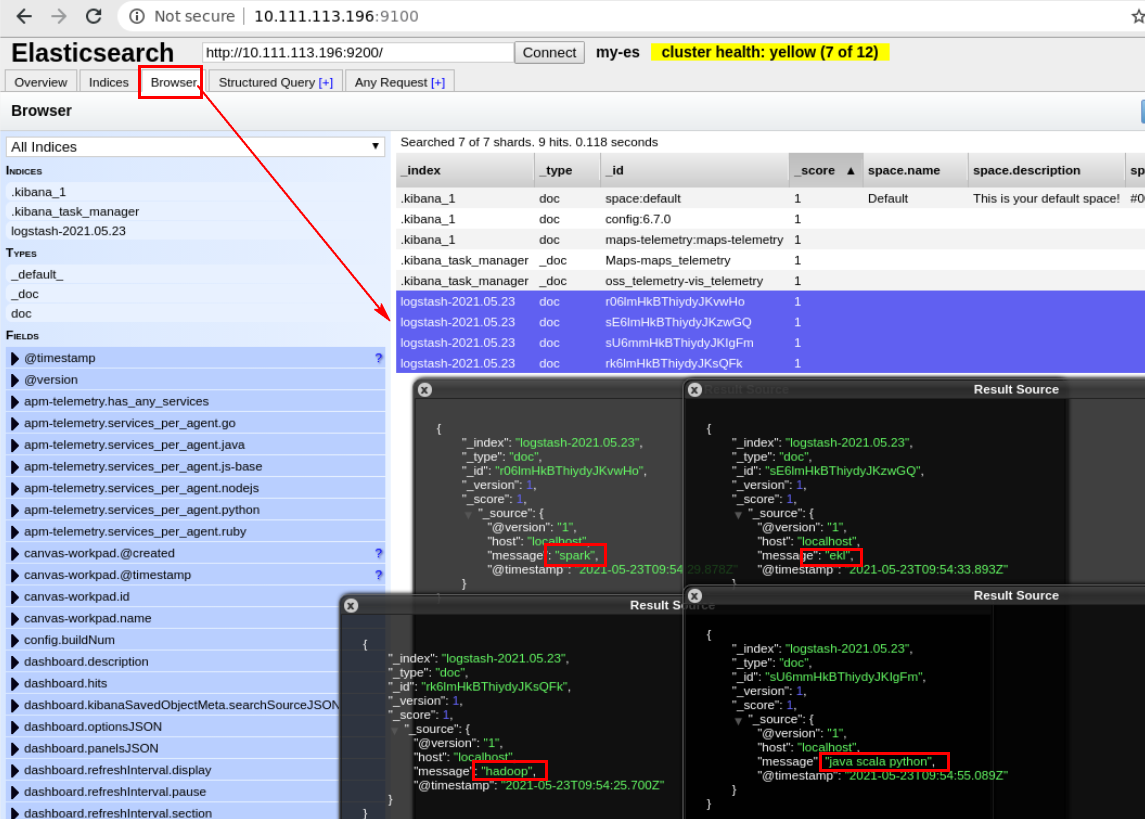 Not secure 10.111.113.196:9100
Elasticsearch http://10.111.113.196:9200/ Connect my-es cluster health: yellow (7 of 12)
Overview Indices Browser Structured Query [+] Any Request [+]
Browser
All Indices
INDICES
.kibana_1
.kibana_task_manager
logstash-2021.05.23
TYPES
_default_
_doc
doc
FIELDS
@timestamp ?
@version
apm-telemetry.has_any_services
apm-telemetry.services_per_agent.go
apm-telemetry.services_per_agent.java
apm-telemetry.services_per_agent.js-base
apm-telemetry.services_per_agent.nodejs
apm-telemetry.services_per_agent.python
apm-telemetry.services_per_agent.ruby
canvas-workpad.@created ?
canvas-workpad.@timestamp ?
canvas-workpad.id
canvas-workpad.name
config.buildNum
dashboard.description
dashboard.hits
dashboard.kibanaSavedObjectMeta.searchSourceJSON
dashboard.optionsJSON
dashboard.panelsJSON
dashboard.refreshInterval.display
dashboard.refreshInterval.pause
dashboard.refreshInterval.section
Searched 7 of 7 shards. 9 hits. 0.118 seconds
_index _type _id _score ▲ space.name space.description sp
.kibana_1 doc space:default 1 Default This is your default space! #0
.kibana_1 doc config:6.7.0 1
.kibana_1 doc maps-telemetry:maps-telemetry 1
.kibana_task_manager _doc Maps-maps_telemetry 1
.kibana_task_manager _doc oss_telemetry-vis_telemetry 1
logstash-2021.05.23 doc r06lmHkBThiydyJKvwHo 1
logstash-2021.05.23 doc sE6lmHkBThiydyJKzwGQ 1
logstash-2021.05.23 doc sU6mmHkBThiydyJKIgFm 1
logstash-2021.05.23 doc rk6lmHkBThiydyJKsQFk 1
Result Source
{
"_index": "logstash-2021.05.23",
"_type": "doc",
"_id": "r06lmHkBThiydyJKvwHo",
"_version": 1,
"_score": 1,
"_source": {
"@version": "1",
"host": "localhost",
"message": "spark",
"@timestamp": "2021-05-23T09:54:29.878Z"
}
Result Source
{
"_index": "logstash-2021.05.23",
"_type": "doc",
"_id": "sE6lmHkBThiydyJKzwGQ",
"_version": 1,
"_score": 1,
"_source": {
"@version": "1",
"host": "localhost",
"message": "ekl",
"@timestamp": "2021-05-23T09:54:33.893Z"
}
Result Source
{
"_index": "logstash-2021.05.23",
"_type": "doc",
"_id": "rk6lmHkBThiydyJKsQFk",
"_version": 1,
"_score": 1,
"_source": {
"@version": "1",
"host": "localhost"
"message": "hadoop",
"@timestamp": "2021-05-23T09:54:25.700Z"
}
}
Result Source
{
"_index": "logstash-2021.05.23",
"_type": "doc",
"_id": "sU6mmHkBThiydyJKIgFm",
"_version": 1,
"_score": 1,
"_source": {
"@version": "1",
"host": "localhost",
"message" "java scala python",
"@timestamp": "2021-05-23T09:54:55.089Z"
}
}